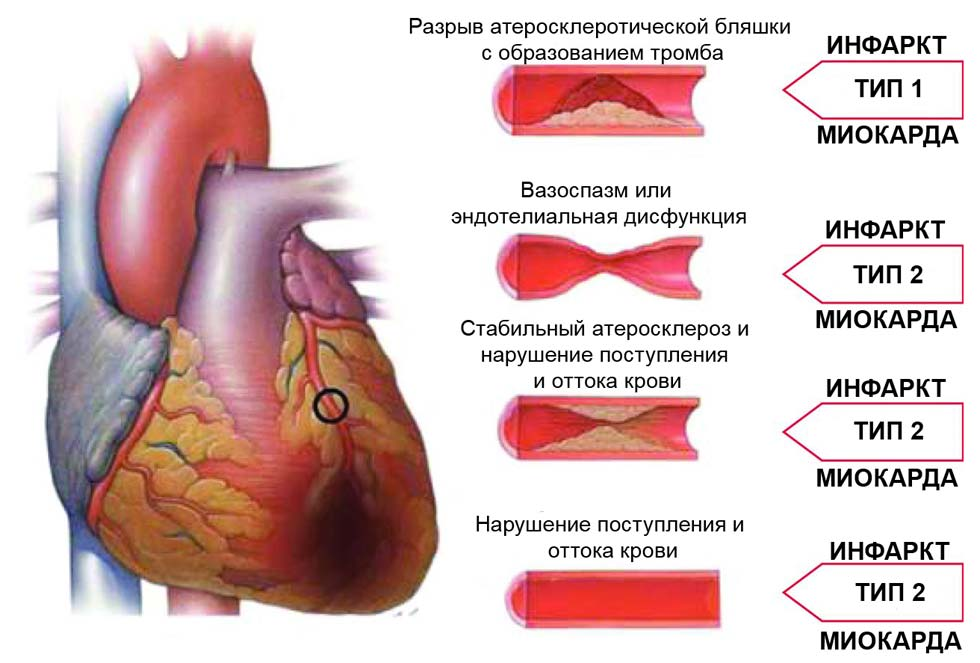 Разрыв атеросклеротической бляшки
с образованием тромба
ИНФАРКТ
ТИП 1
МИОКАРДА
Вазоспазм или
эндотелиальная дисфункция
ИНФАРКТ
ТИП 2
МИОКАРДА
Стабильный атеросклероз и
нарушение поступления
и оттока крови
ИНФАРКТ
ТИП 2
МИОКАРДА
Нарушение поступления и
оттока крови
ИНФАРКТ
ТИП 2
МИОКАРДА